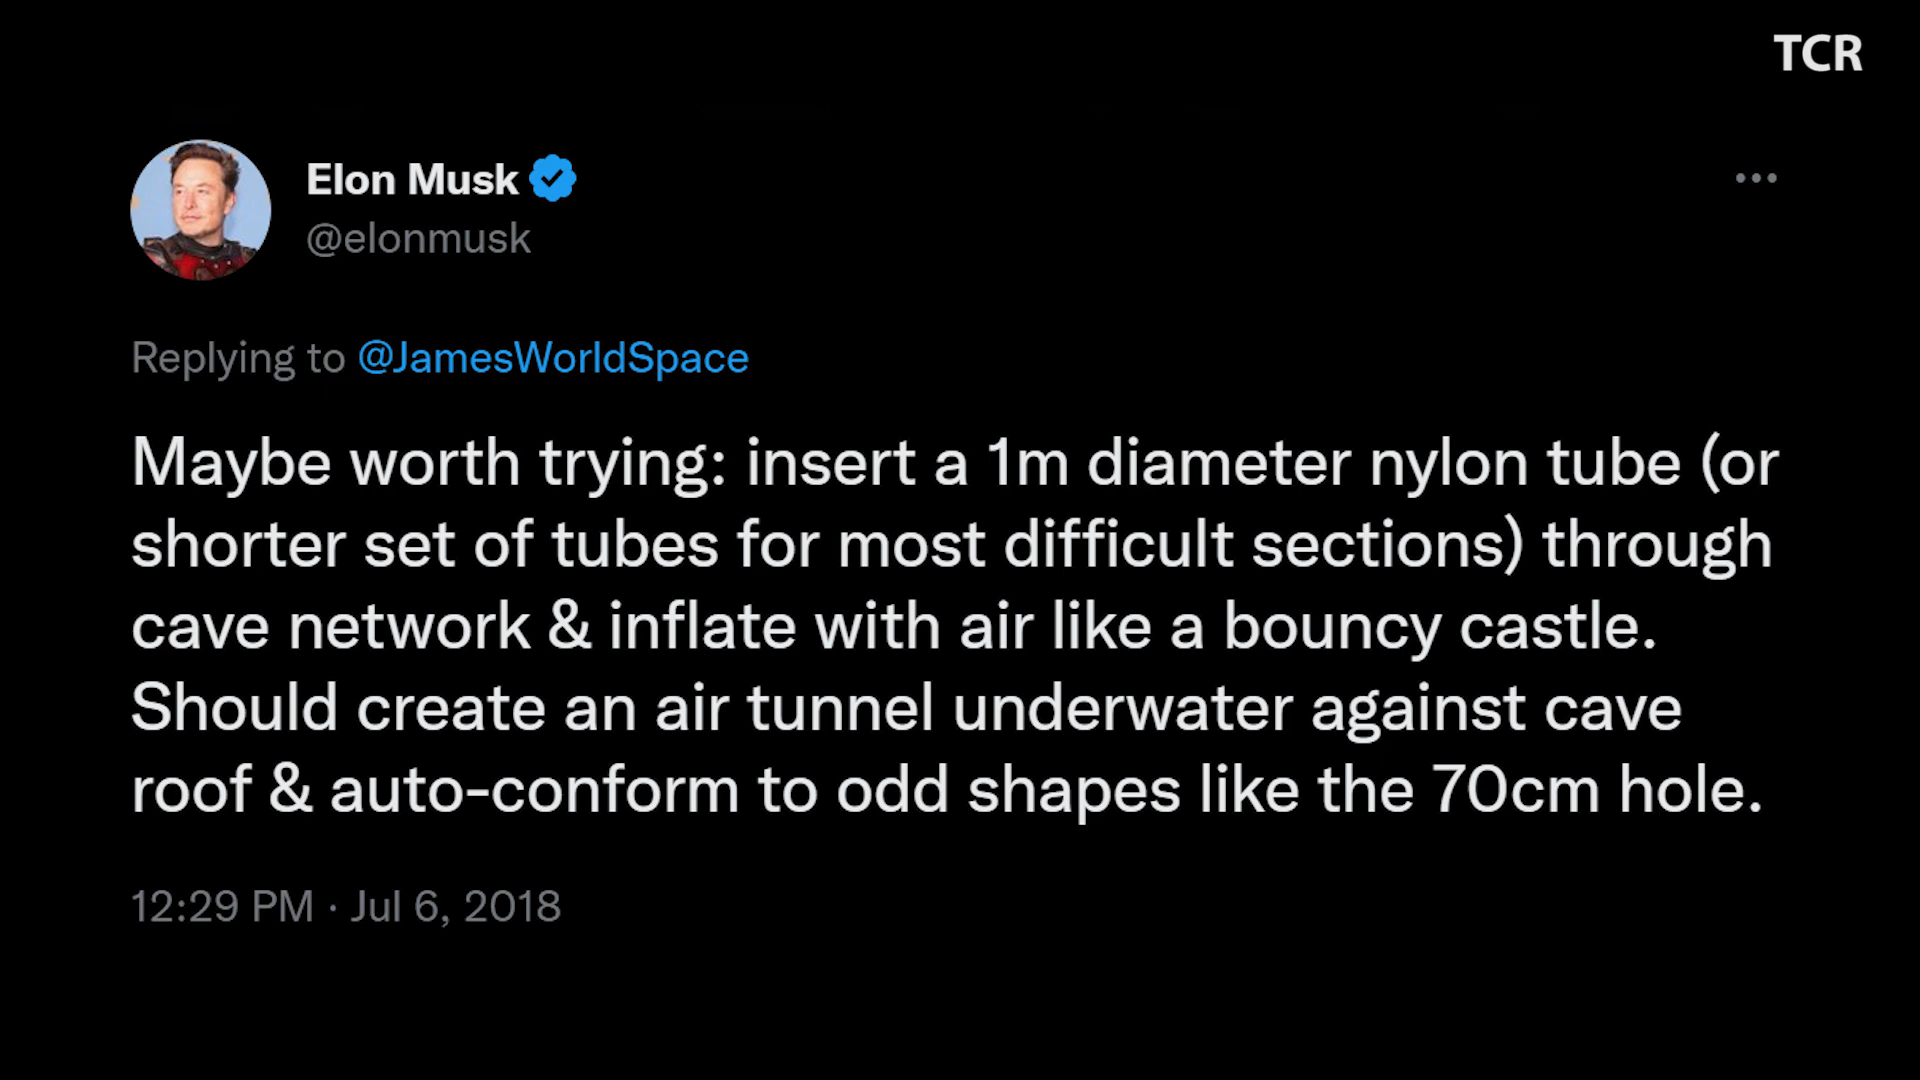 TCR
Elon Musk
@elonmusk
Replying to @JamesWorldSpace
Maybe worth trying: insert a 1m diameter nylon tube (or
shorter set of tubes for most difficult sections) through
cave network & inflate with air like a bouncy castle.
Should create an air tunnel underwater against cave
roof & auto-conform to odd shapes like the 70cm hole.
12:29 PM · Jul 6, 2018